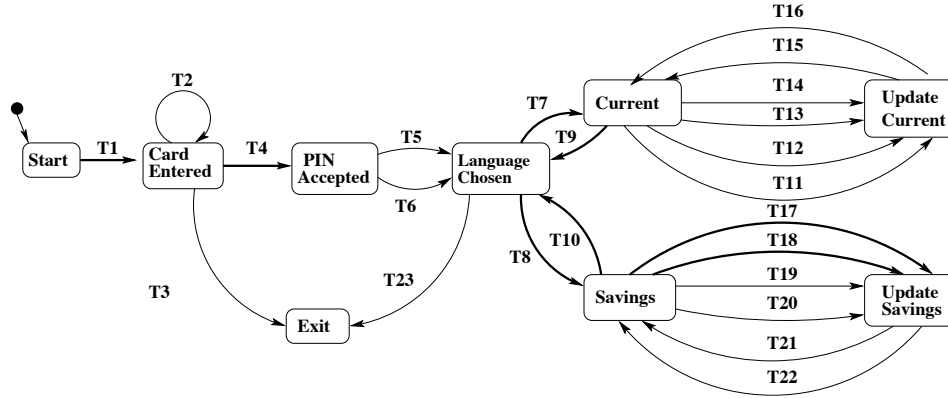 T16
T15
T2
T14
T7
Current
Update
Current
T13
T9
T5
T1
Start
Card
Entered
T4
PIN
Accepted
Language
Chosen
T12
T6
T11
T17
T10
T18
T8
T3
T23
T19
Savings
Update
Savings
T20
Exit
T21
T22